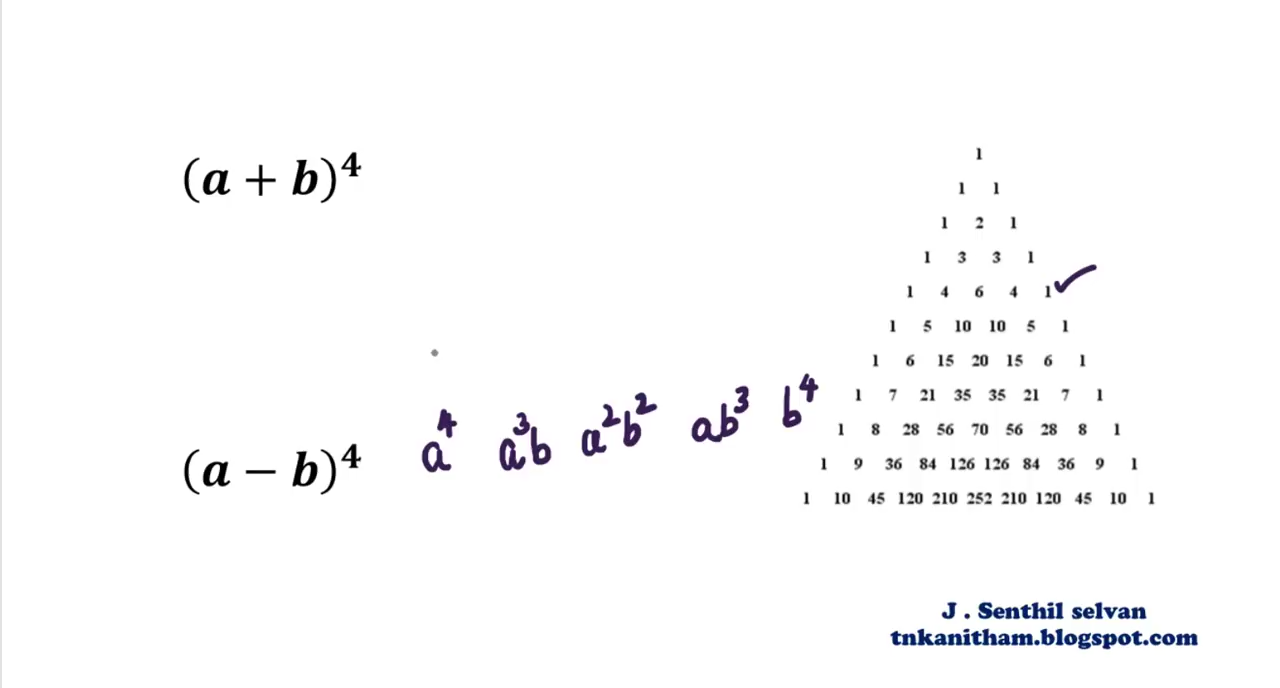 (a + b)⁴
1
1 1
1 2 1
1 3 3 1
1 4 6 4 1
1 5 10 10 5 1
1 6 15 20 15 6 1
1 7 21 35 35 21 7 1
1 8 28 56 70 56 28 8 1
1 9 36 84 126 126 84 36 9 1
1 10 45 120 210 252 210 120 45 10 1
(a − b)⁴ a⁴ a³b a²b² ab³ b⁴
J . Senthil selvan
tnkanitham.blogspot.com